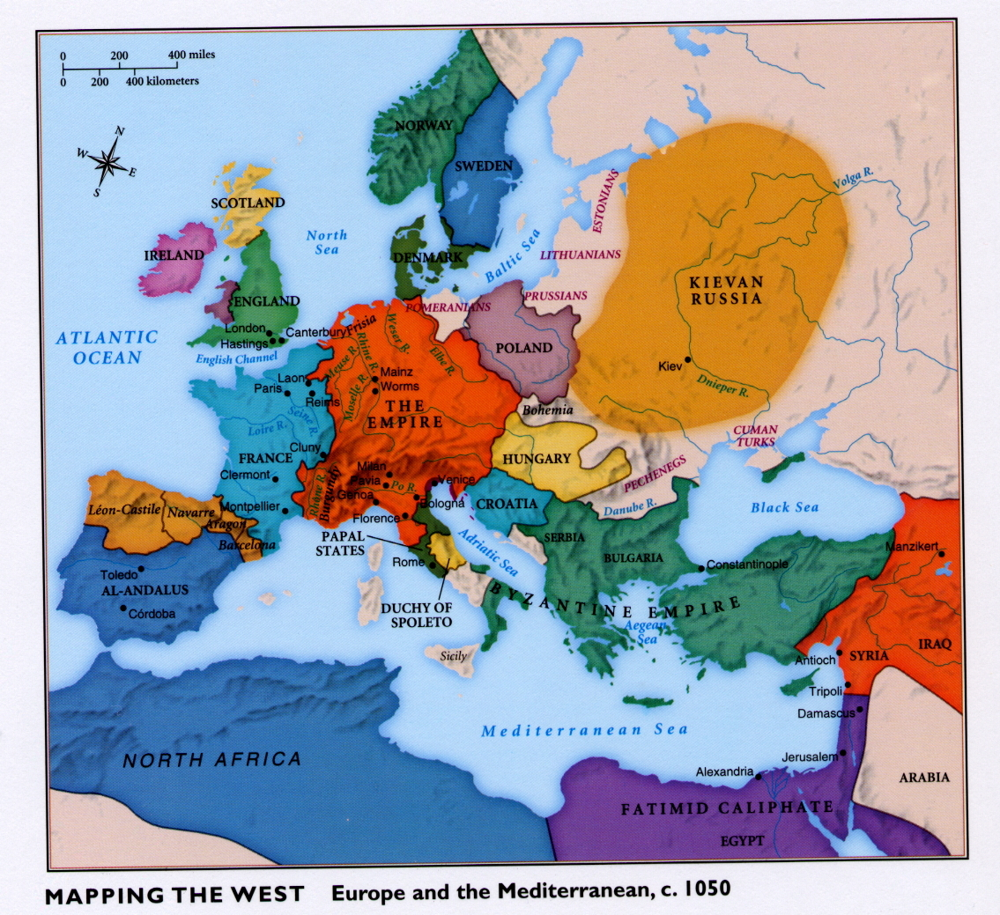 0 200 400 miles
0 200 400 kilometers
N
W
E
S
NORWAY
SWEDEN
SCOTLAND
North
Sea
IRELAND
DENMARK
Baltic Sea
ESTONIANS
LITHUANIANS
PRUSSIANS
POMERANIANS
Volga R.
KIEVAN
RUSSIA
ENGLAND
London
Canterbury
Hastings
English Channel
ATLANTIC
OCEAN
Frisia
Weser R.
Elbe R.
Rhine R.
Meuse R.
Moselle R.
POLAND
Kiev
Dnieper R.
Laon
Paris
Reims
Seine R.
Loire R.
Mainz
Worms
THE
EMPIRE
Bohemia
CUMAN
TURKS
PECHENEGS
HUNGARY
FRANCE
Cluny
Clermont
Montpellier
Rhône R.
Burgundy
Milan
Pavia
Po R.
Genoa
Venice
Bologna
Florence
CROATIA
Danube R.
Black Sea
Léon-Castile
Navarre
Aragon
Barcelona
PAPAL
STATES
Rome
Adriatic Sea
SERBIA
BULGARIA
Constantinople
Manzikert
Toledo
AL-ANDALUS
Córdoba
DUCHY OF
SPOLETO
BYZANTINE EMPIRE
Aegean
Sea
Sicily
Antioch
SYRIA
IRAQ
Tripoli
Damascus
Mediterranean Sea
NORTH AFRICA
Jerusalem
Alexandria
ARABIA
FATIMID CALIPHATE
EGYPT
MAPPING THE WEST Europe and the Mediterranean, c. 1050